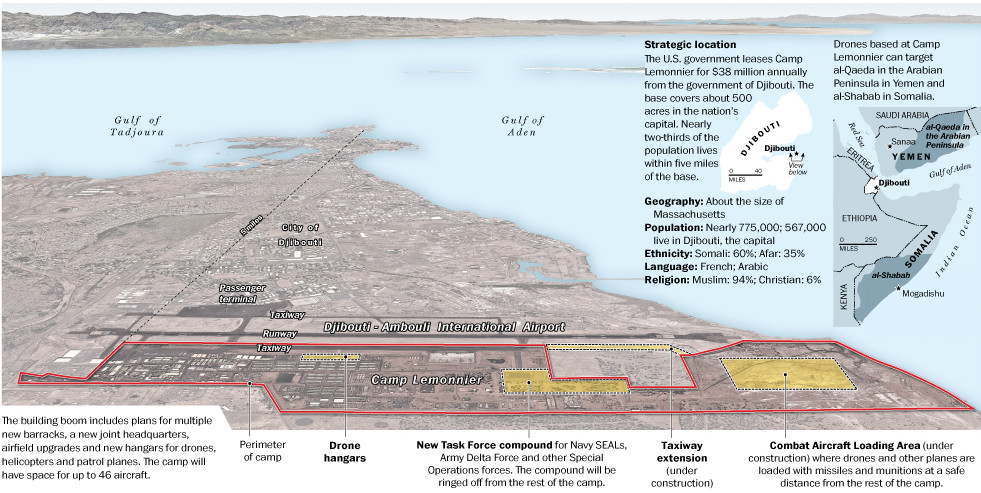 Strategic location
The U.S. government leases Camp
Lemonnier for $38 million annually
from the government of Djibouti. The
base covers about 500
acres in the nation's
capital. Nearly
two-thirds of the
population lives
within five miles
of the base.
DJIBOUTI
Djibouti
View
below
0 40
MILES
Geography: About the size of
Massachusetts
Population: Nearly 775,000; 567,000
live in Djibouti, the capital
Ethnicity: Somali: 60%; Afar: 35%
Language: French; Arabic
Religion: Muslim: 94%; Christian: 6%
Drones based at Camp
Lemonnier can target
al-Qaeda in the Arabian
Peninsula in Yemen and
al-Shabab in Somalia.
SAUDI ARABIA
Red Sea
al-Qaeda in
the Arabian
Peninsula
Sanaa
YEMEN
ERITREA
Gulf of Aden
Djibouti
ETHIOPIA
0 250
MILES
SOMALIA
Indian Ocean
al-Shabab
KENYA
Mogadishu
Gulf of
Tadjoura
Gulf of
Aden
5 miles
City of
Djibouti
Passenger
terminal
Taxiway
Djibouti - Ambouli International Airport
Runway
Taxiway
Camp Lemonnier
The building boom includes plans for multiple
new barracks, a new joint headquarters,
airfield upgrades and new hangars for drones,
helicopters and patrol planes. The camp will
have space for up to 46 aircraft.
Perimeter
of camp
Drone
hangars
New Task Force compound for Navy SEALs,
Army Delta Force and other Special
Operations forces. The compound will be
ringed off from the rest of the camp.
Taxiway
extension
(under
construction)
Combat Aircraft Loading Area (under
construction) where drones and other planes are
loaded with missiles and munitions at a safe
distance from the rest of the camp.